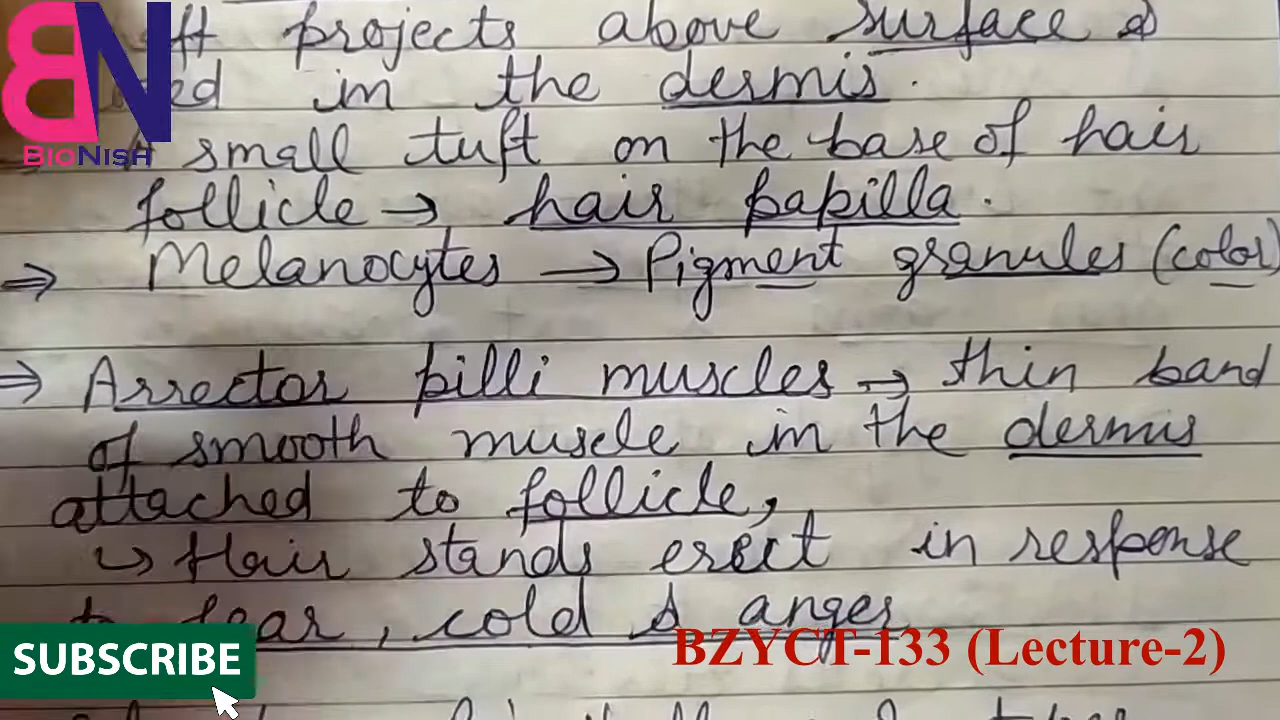 projects above surface &
in the dermis.
small tuft on the base of hair
follicle → hair papilla.
⇒ Melanocytes → Pigment granules (color)
⇒ Arrector pilli muscles → thin band
of smooth muscle in the dermis
attached to follicle,
↳ Hair stands erect in response
to fear, cold & anger
BIONISH
SUBSCRIBE
BZYCT-133 (Lecture-2)